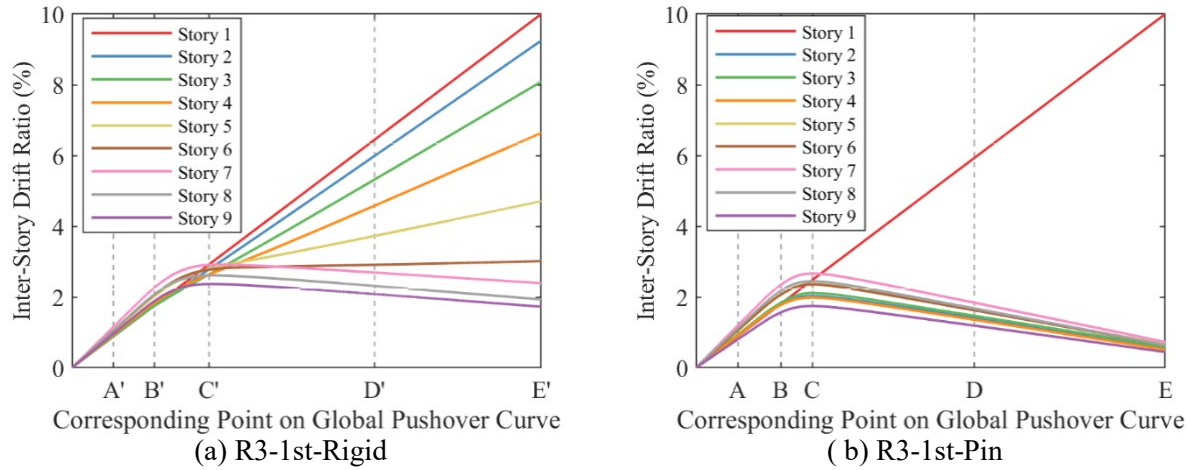 10
8
6
4
2
0
Inter-Story Drift Ratio (%)
Story 1
Story 2
Story 3
Story 4
Story 5
Story 6
Story 7
Story 8
Story 9
A' B' C' D' E'
Corresponding Point on Global Pushover Curve
(a) R3-1st-Rigid
10
8
6
4
2
0
Inter-Story Drift Ratio (%)
Story 1
Story 2
Story 3
Story 4
Story 5
Story 6
Story 7
Story 8
Story 9
A B C D E
Corresponding Point on Global Pushover Curve
( b) R3-1st-Pin